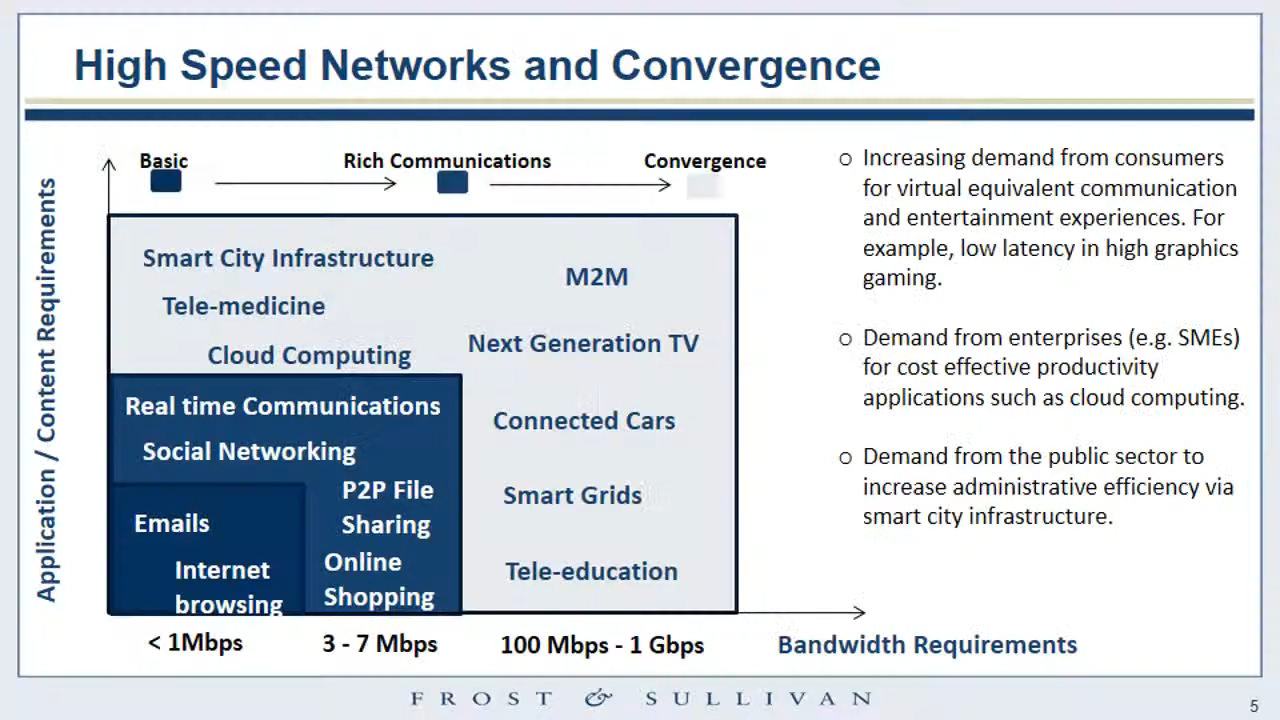 High Speed Networks and Convergence
Basic
Rich Communications
Convergence
Application / Content Requirements
Smart City Infrastructure
Tele-medicine
Cloud Computing
M2M
Next Generation TV
Connected Cars
Smart Grids
Tele-education
Real time Communications
Social Networking
P2P File
Sharing
Online
Shopping
Emails
Internet
browsing
< 1Mbps
3 - 7 Mbps
100 Mbps - 1 Gbps
Bandwidth Requirements
o Increasing demand from consumers
for virtual equivalent communication
and entertainment experiences. For
example, low latency in high graphics
gaming.
o Demand from enterprises (e.g. SMEs)
for cost effective productivity
applications such as cloud computing.
o Demand from the public sector to
increase administrative efficiency via
smart city infrastructure.
FROST & SULLIVAN
5